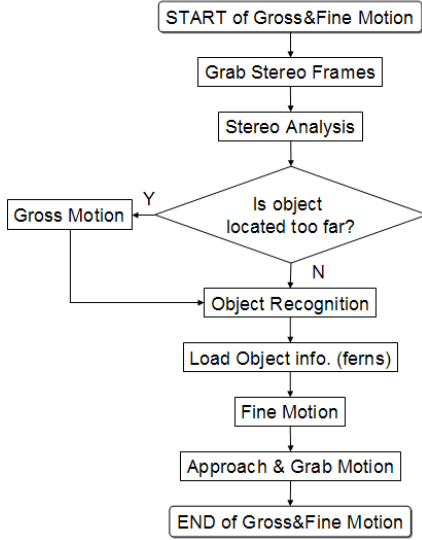 START of Gross&Fine Motion
Grab Stereo Frames
Stereo Analysis
Is object
located too far?
Y
Gross Motion
N
Object Recognition
Load Object info. (ferns)
Fine Motion
Approach & Grab Motion
END of Gross&Fine Motion